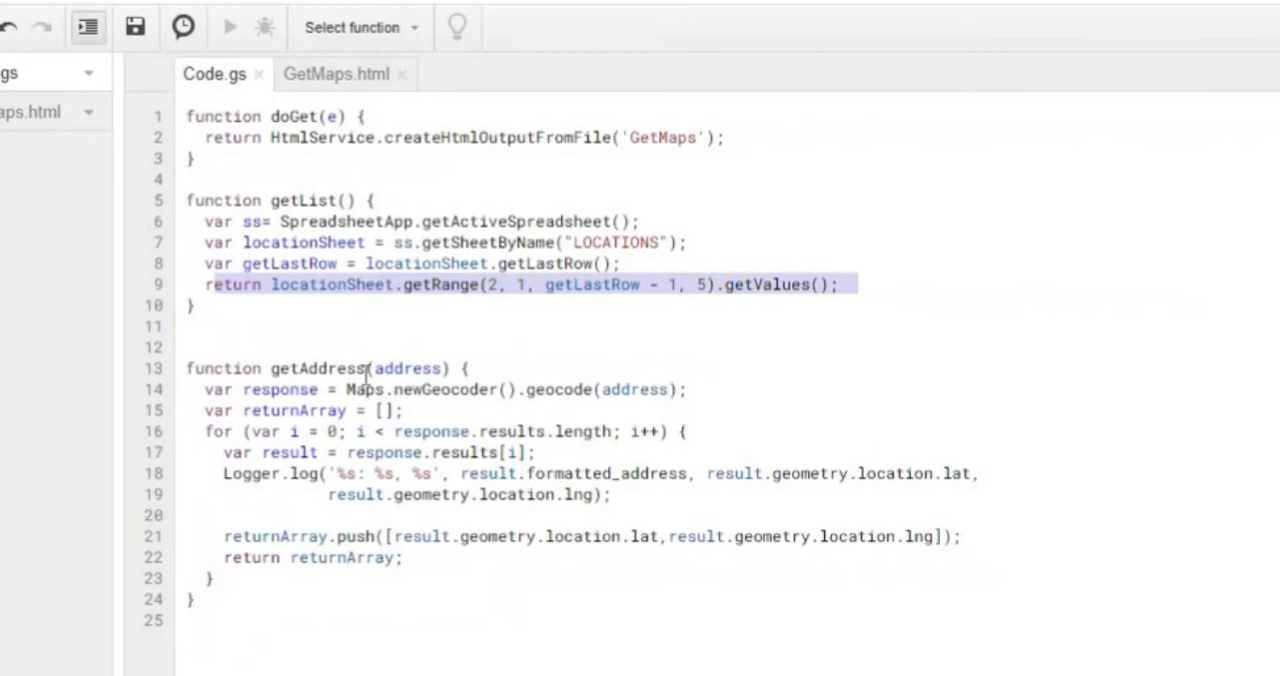 Select function
gs
Code.gs ×
GetMaps.html ×
aps.html
1 function doGet(e) {
2   return HtmlService.createHtmlOutputFromFile('GetMaps');
3 }
4
5 function getList() {
6   var ss= SpreadsheetApp.getActiveSpreadsheet();
7   var locationSheet = ss.getSheetByName("LOCATIONS");
8   var getLastRow = locationSheet.getLastRow();
9   return locationSheet.getRange(2, 1, getLastRow - 1, 5).getValues();
10 }
11
12
13 function getAddress(address) {
14   var response = Maps.newGeocoder().geocode(address);
15   var returnArray = [];
16   for (var i = 0; i < response.results.length; i++) {
17     var result = response.results[i];
18     Logger.log('%s: %s, %s', result.formatted_address, result.geometry.location.lat,
19                result.geometry.location.lng);
20
21     returnArray.push([result.geometry.location.lat,result.geometry.location.lng]);
22     return returnArray;
23   }
24 }
25